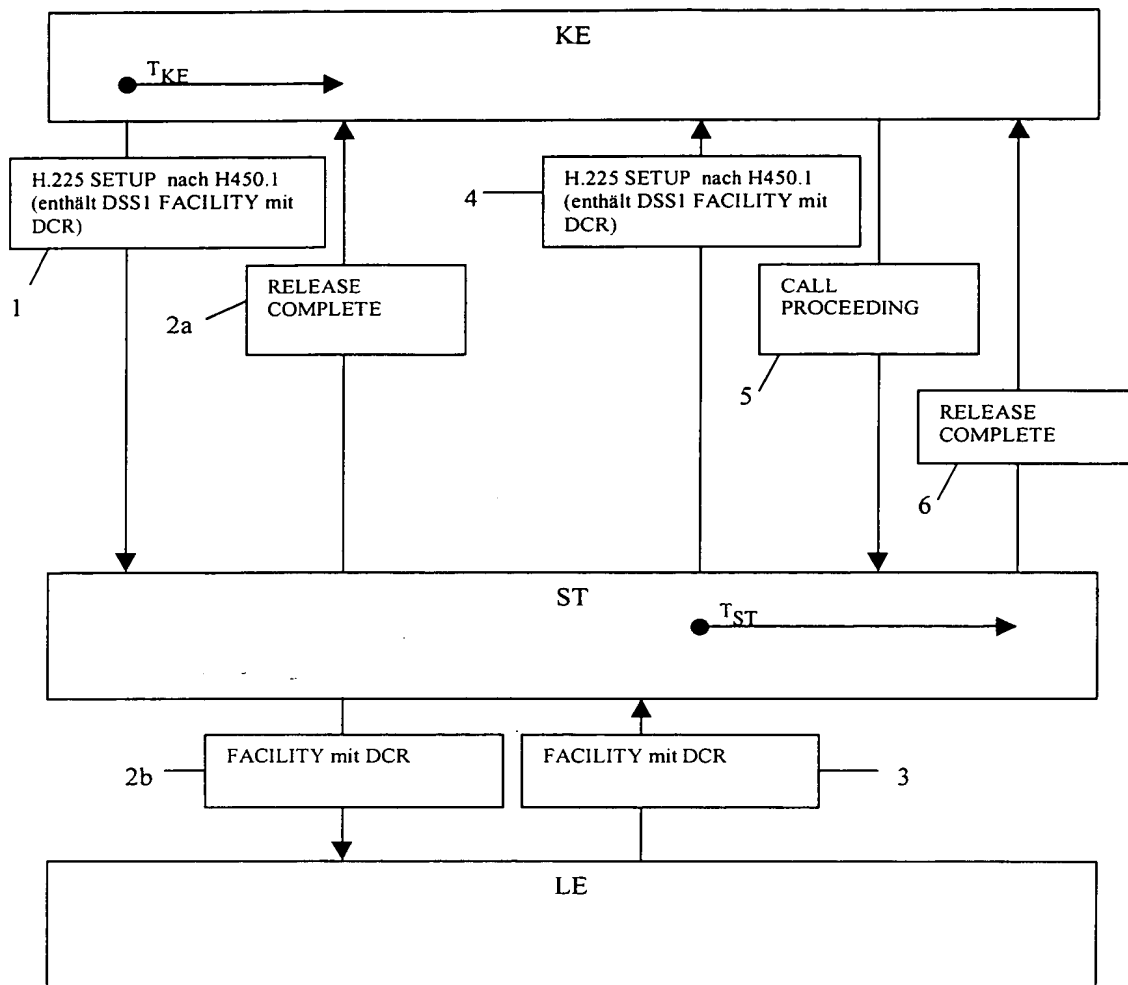 KE
T_KE
H.225 SETUP nach H450.1
(enthält DSS1 FACILITY mit
DCR)
1
RELEASE
COMPLETE
2a
H.225 SETUP nach H450.1
(enthält DSS1 FACILITY mit
DCR)
4
CALL
PROCEEDING
5
RELEASE
COMPLETE
6
ST
T_ST
FACILITY mit DCR
2b
FACILITY mit DCR
3
LE